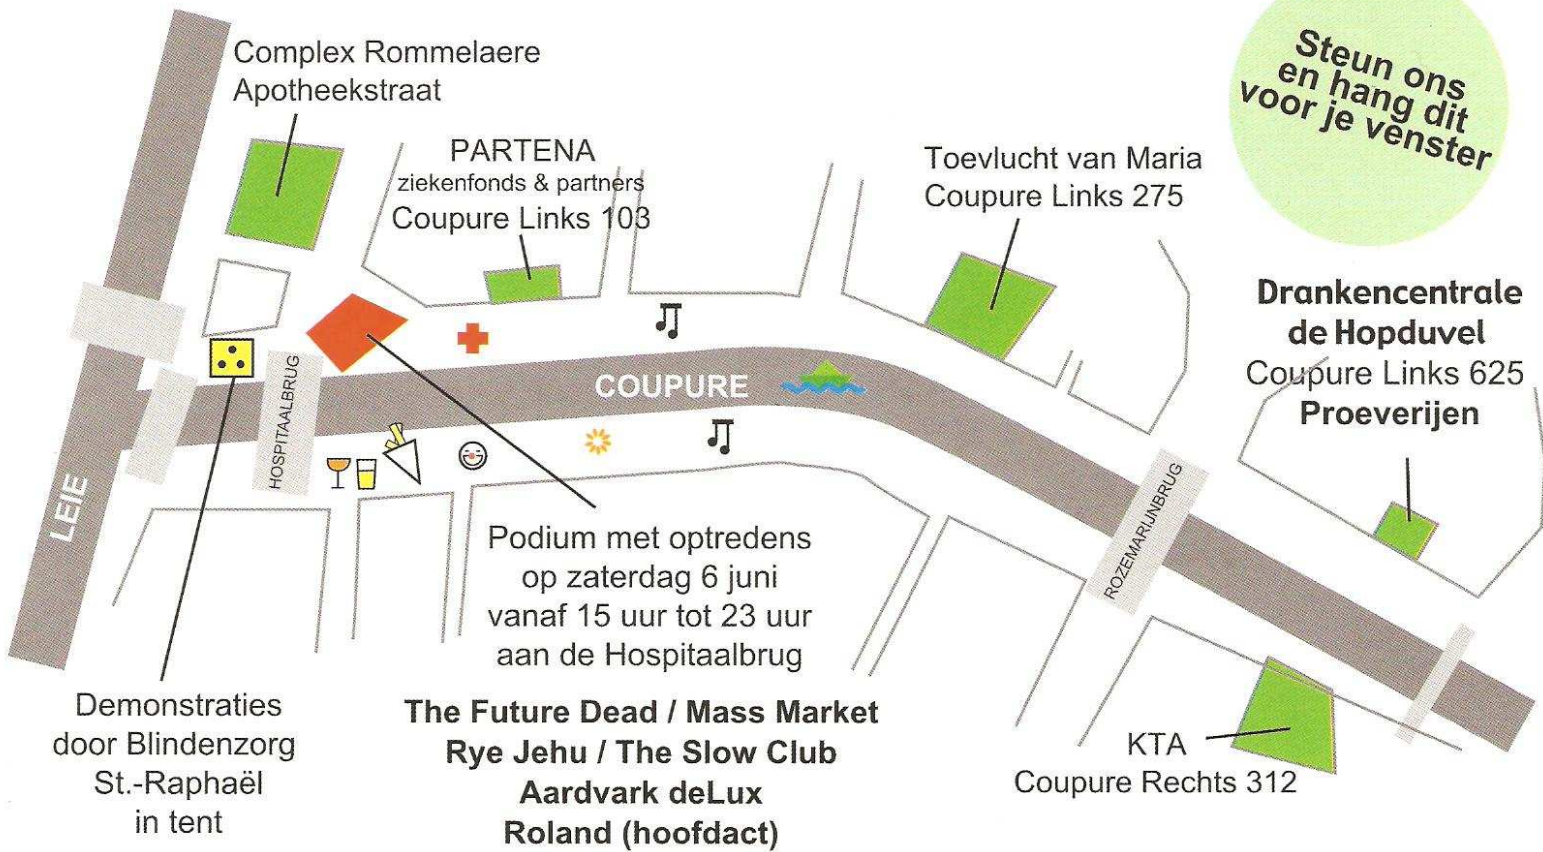 Complex Rommelaere
Apotheekstraat
PARTENA
ziekenfonds & partners
Coupure Links 103
Toevlucht van Maria
Coupure Links 275
Steun ons
en hang dit
voor je venster
Drankencentrale
de Hopduvel
Coupure Links 625
Proeverijen
HOSPITAALBRUG
COUPURE
LEIE
ROZEMARIJNBRUG
Podium met optredens
op zaterdag 6 juni
vanaf 15 uur tot 23 uur
aan de Hospitaalbrug
The Future Dead / Mass Market
Rye Jehu / The Slow Club
Aardvark deLux
Roland (hoofdact)
Demonstraties
door Blindenzorg
St.-Raphaël
in tent
KTA
Coupure Rechts 312